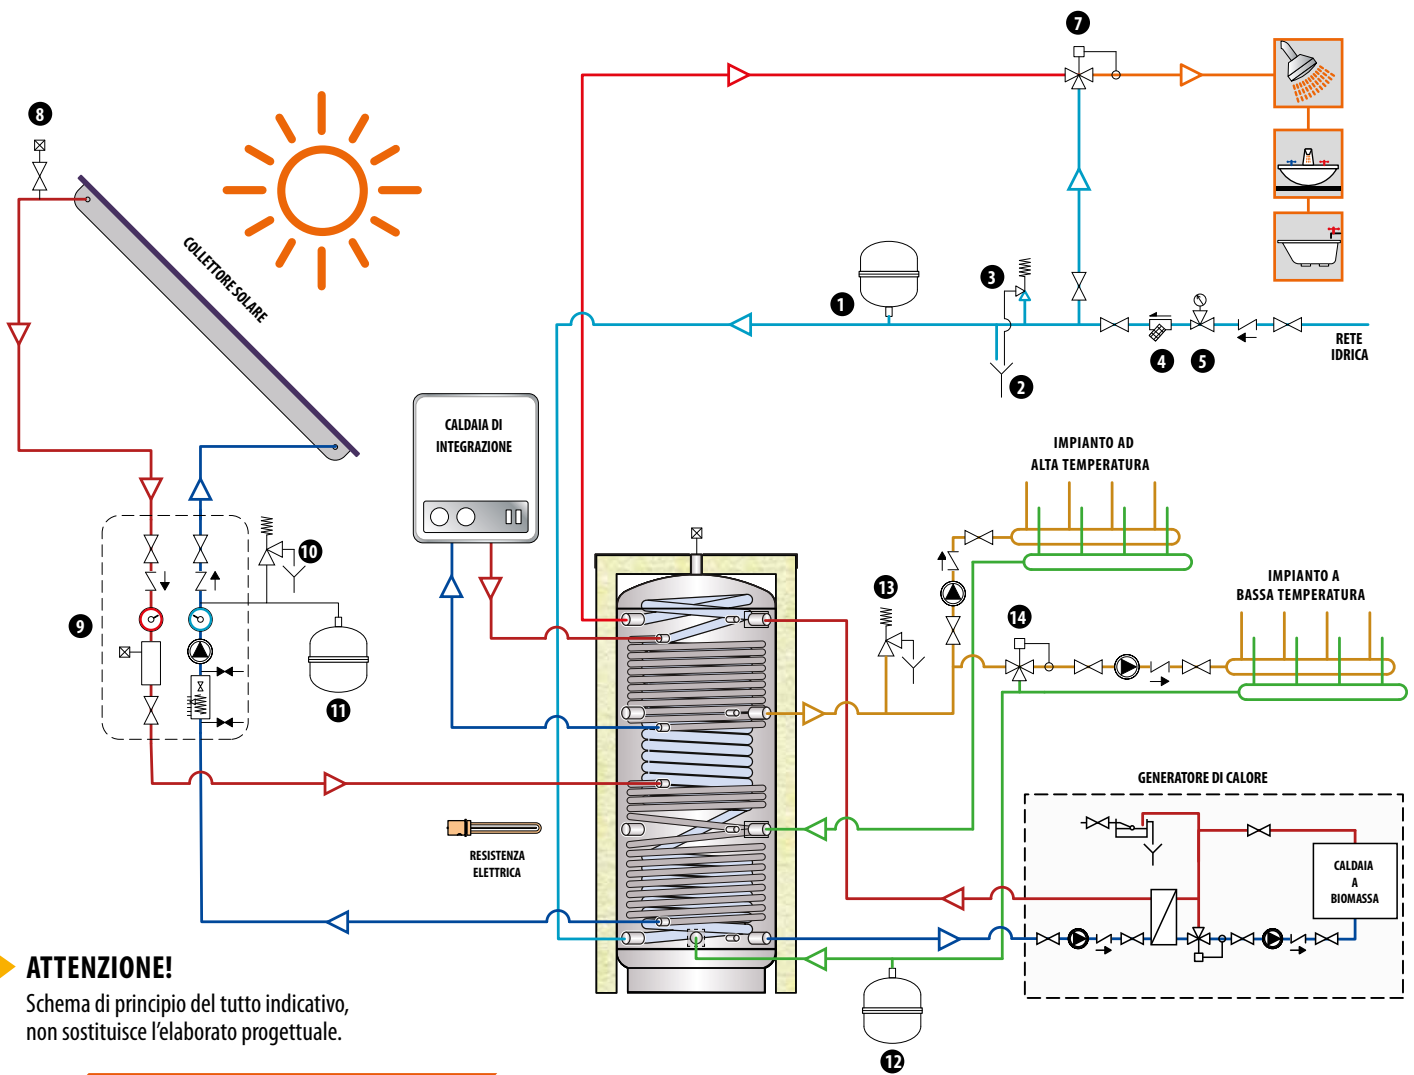 7
8
COLLETTORE SOLARE
3
1
4
5
2
RETE
IDRICA
CALDAIA DI
INTEGRAZIONE
IMPIANTO AD
ALTA TEMPERATURA
10
13
IMPIANTO A
BASSA TEMPERATURA
9
14
11
GENERATORE DI CALORE
RESISTENZA
ELETTRICA
CALDAIA
A
BIOMASSA
ATTENZIONE!
Schema di principio del tutto indicativo,
non sostituisce l’elaborato progettuale.
12